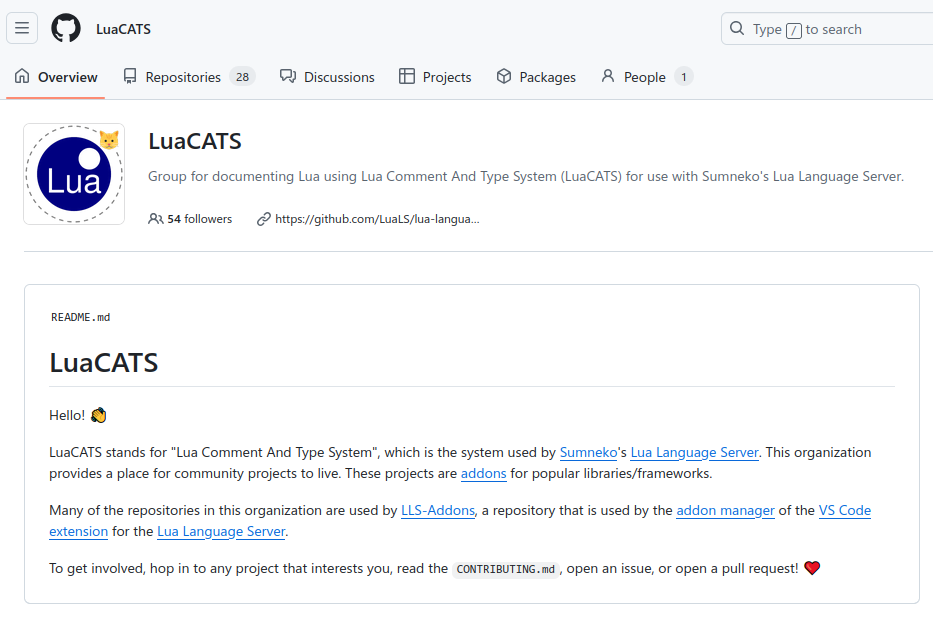 LuaCATS
Type / to search
Overview
Repositories 28
Discussions
Projects
Packages
People 1
Lua
LuaCATS
Group for documenting Lua using Lua Comment And Type System (LuaCATS) for use with Sumneko's Lua Language Server.
54 followers
https://github.com/LuaLS/lua-langua...
README.md
LuaCATS
Hello! 👋
LuaCATS stands for "Lua Comment And Type System", which is the system used by Sumneko's Lua Language Server. This organization
provides a place for community projects to live. These projects are addons for popular libraries/frameworks.
Many of the repositories in this organization are used by LLS-Addons, a repository that is used by the addon manager of the VS Code
extension for the Lua Language Server.
To get involved, hop in to any project that interests you, read the CONTRIBUTING.md, open an issue, or open a pull request! ❤️